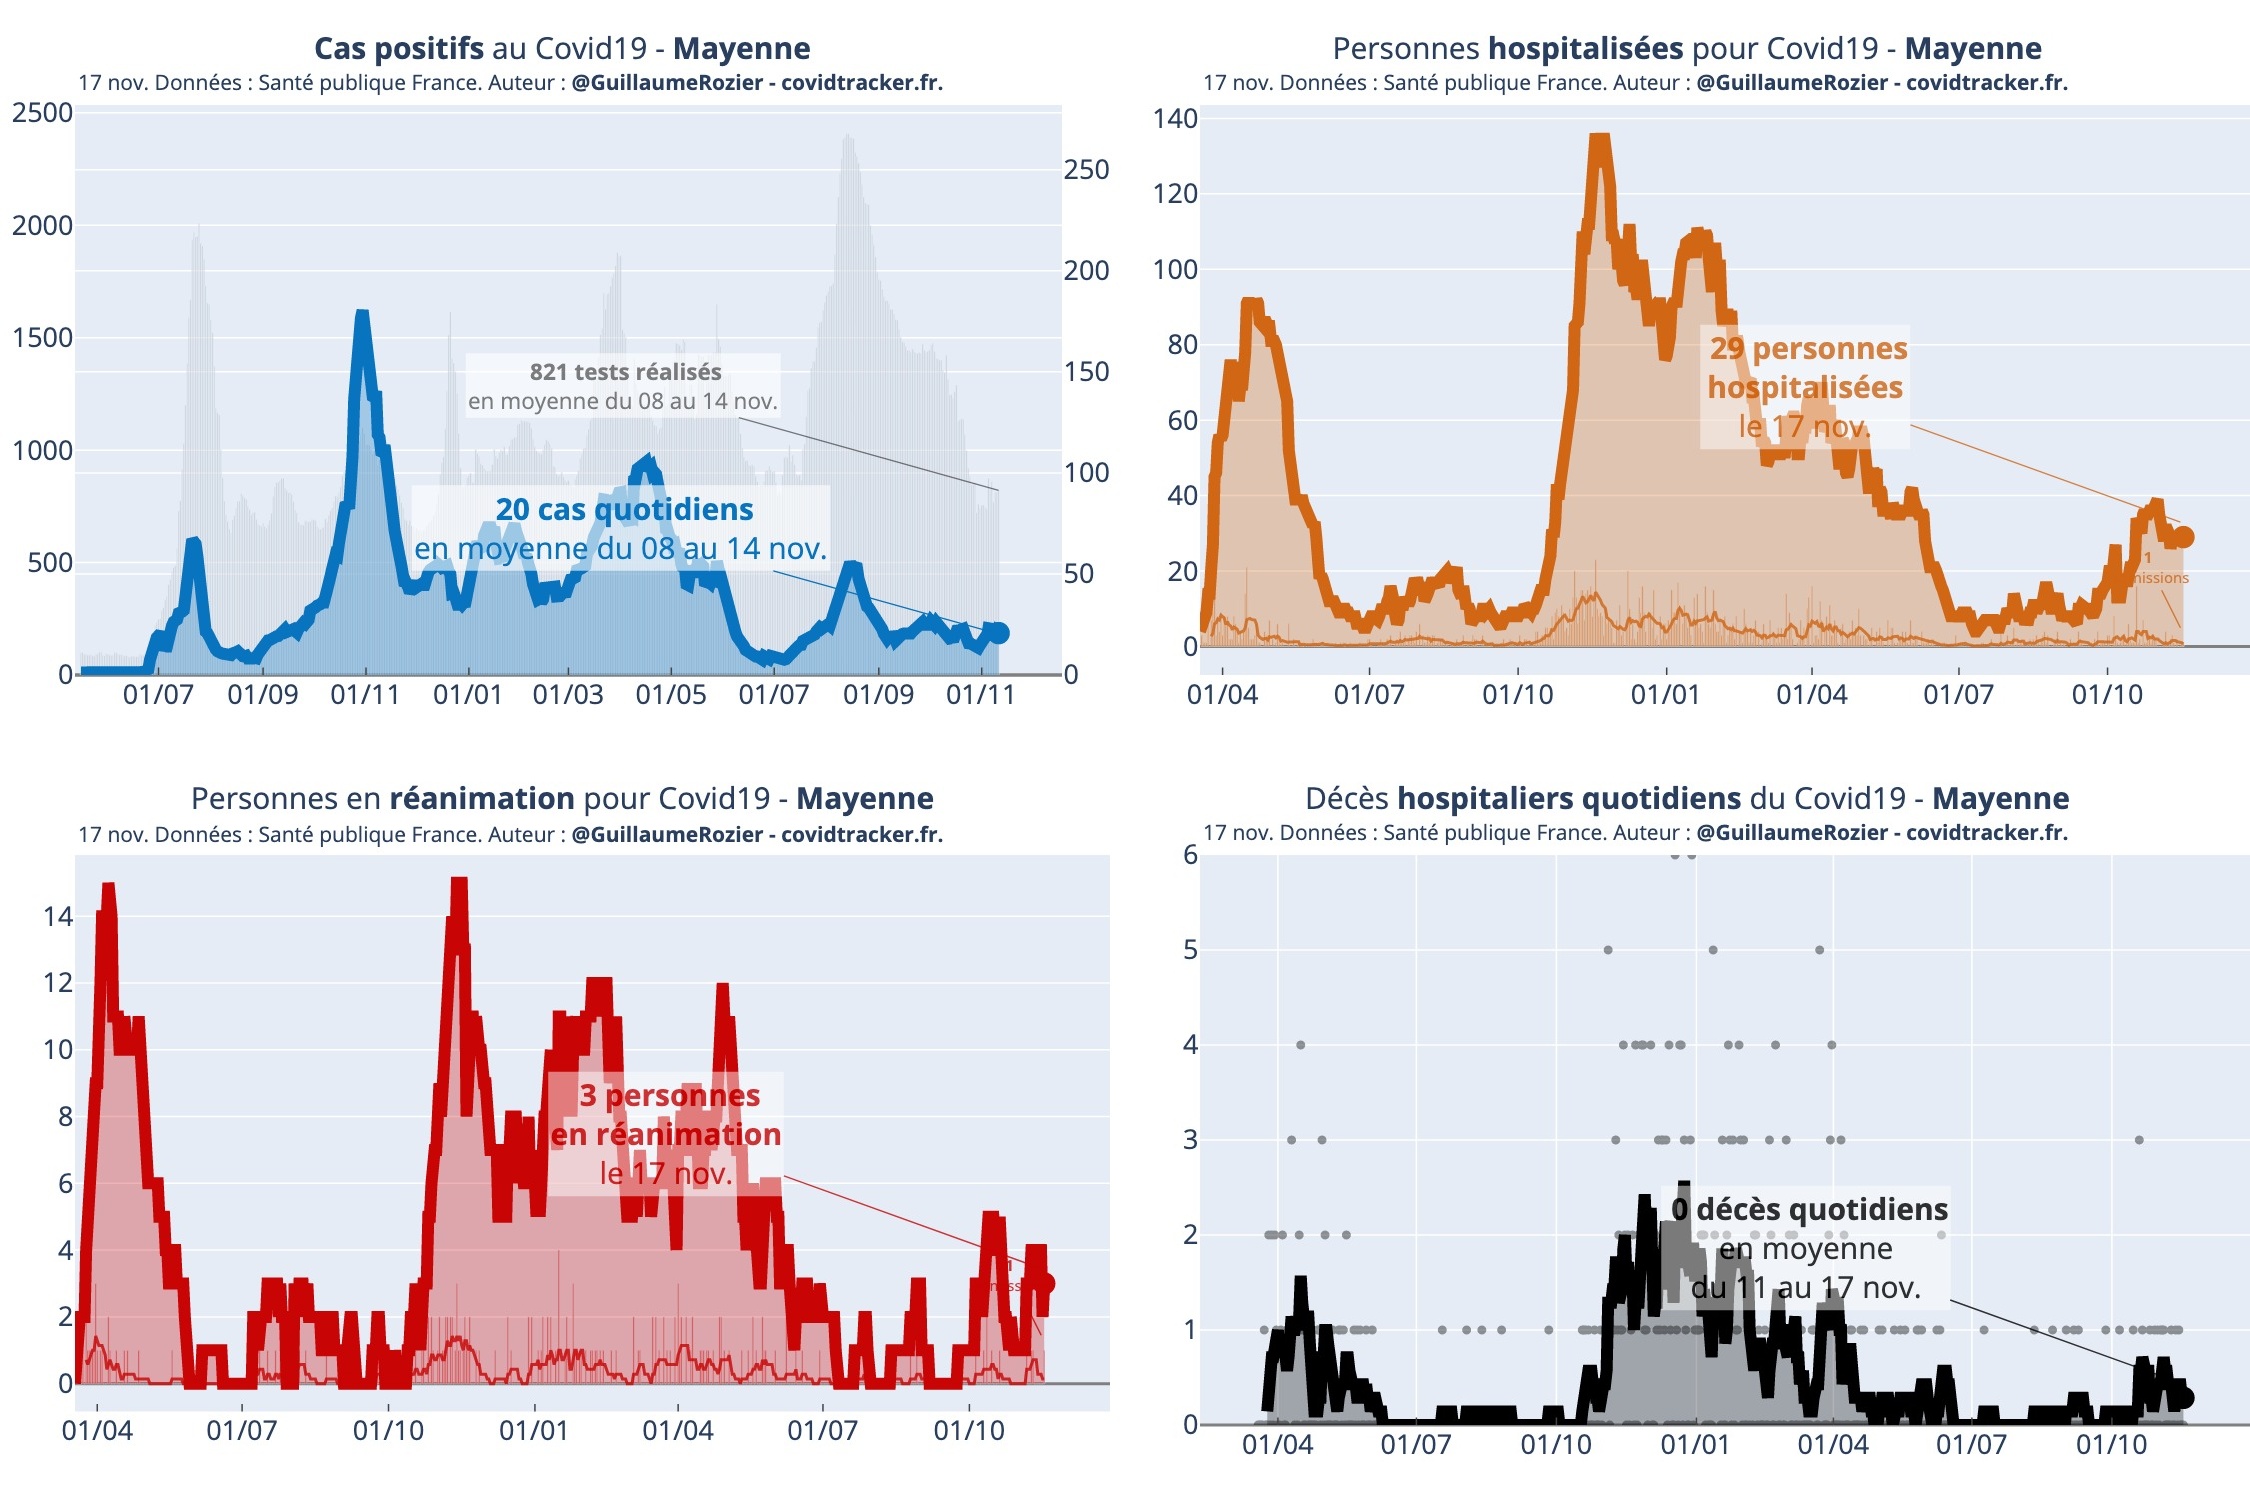 Cas positifs au Covid19 - Mayenne
17 nov. Données : Santé publique France. Auteur : @GuillaumeRozier - covidtracker.fr.
2500
2000
1500
1000
500
0
250
200
150
100
50
0
821 tests réalisés
en moyenne du 08 au 14 nov.
20 cas quotidiens
en moyenne du 08 au 14 nov.
01/07 01/09 01/11 01/01 01/03 01/05 01/07 01/09 01/11
Personnes hospitalisées pour Covid19 - Mayenne
17 nov. Données : Santé publique France. Auteur : @GuillaumeRozier - covidtracker.fr.
140
120
100
80
60
40
20
0
29 personnes
hospitalisées
le 17 nov.
1
01/04 01/07 01/10 01/01 01/04 01/07 01/10
Personnes en réanimation pour Covid19 - Mayenne
17 nov. Données : Santé publique France. Auteur : @GuillaumeRozier - covidtracker.fr.
14
12
10
8
6
4
2
0
3 personnes
en réanimation
le 17 nov.
1
01/04 01/07 01/10 01/01 01/04 01/07 01/10
Décès hospitaliers quotidiens du Covid19 - Mayenne
17 nov. Données : Santé publique France. Auteur : @GuillaumeRozier - covidtracker.fr.
6
5
4
3
2
1
0
0 décès quotidiens
en moyenne
du 11 au 17 nov.
01/04 01/07 01/10 01/01 01/04 01/07 01/10